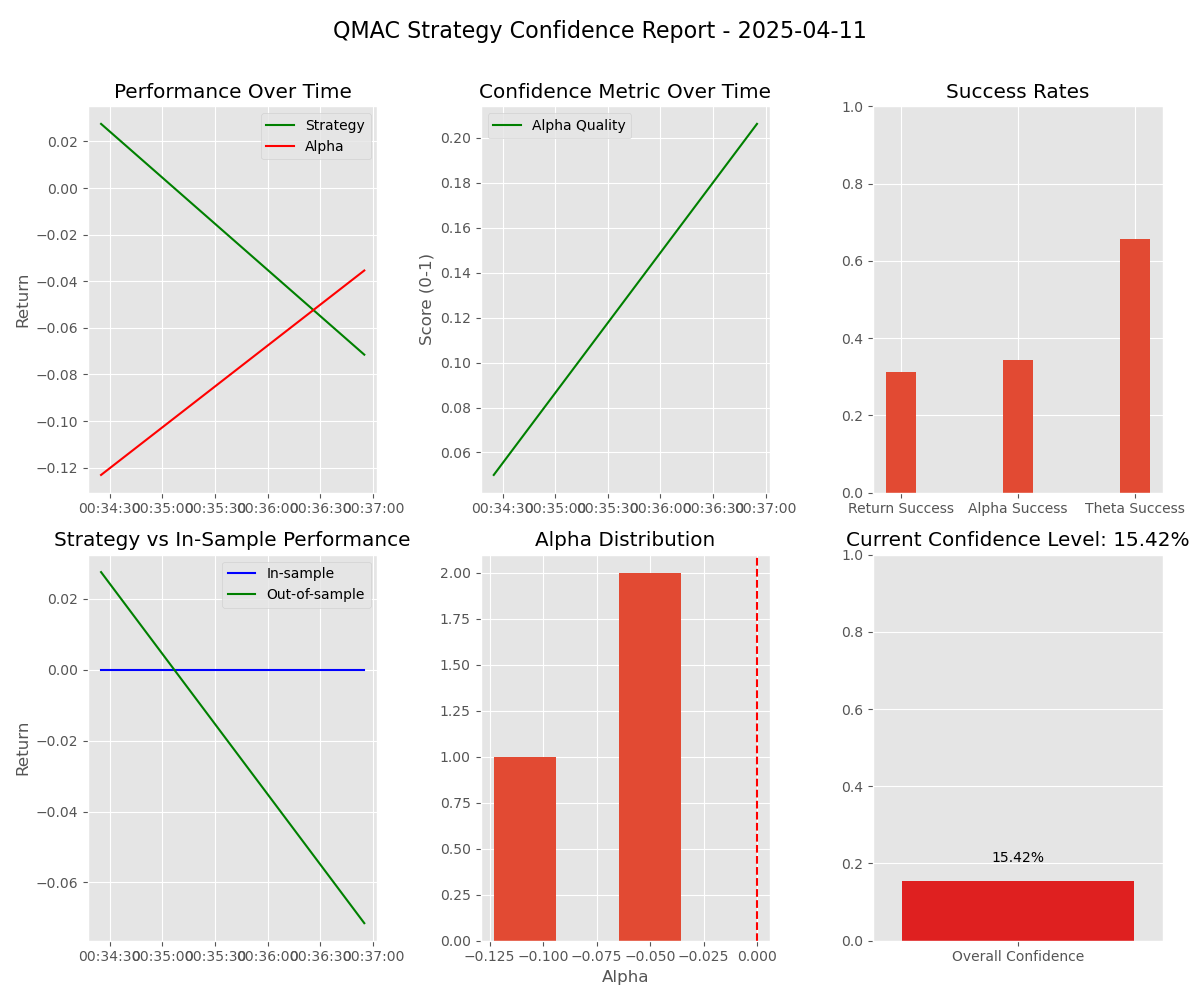 QMAC Strategy Confidence Report - 2025-04-11
Performance Over Time
Strategy
Alpha
Return
0.02
0.00
−0.02
−0.04
−0.06
−0.08
−0.10
−0.12
00:34:30 00:35:00 00:35:30 00:36:00 00:36:30 00:37:00
Confidence Metric Over Time
Alpha Quality
Score (0-1)
0.20
0.18
0.16
0.14
0.12
0.10
0.08
0.06
00:34:30 00:35:00 00:35:30 00:36:00 00:36:30 00:37:00
Success Rates
1.0
0.8
0.6
0.4
0.2
0.0
Return Success Alpha Success Theta Success
Strategy vs In-Sample Performance
In-sample
Out-of-sample
Return
0.02
0.00
−0.02
−0.04
−0.06
00:34:30 00:35:00 00:35:30 00:36:00 00:36:30 00:37:00
Alpha Distribution
2.00
1.75
1.50
1.25
1.00
0.75
0.50
0.25
0.00
−0.125 −0.100 −0.075 −0.050 −0.025 0.000
Alpha
Current Confidence Level: 15.42%
1.0
0.8
0.6
0.4
0.2
0.0
15.42%
Overall Confidence